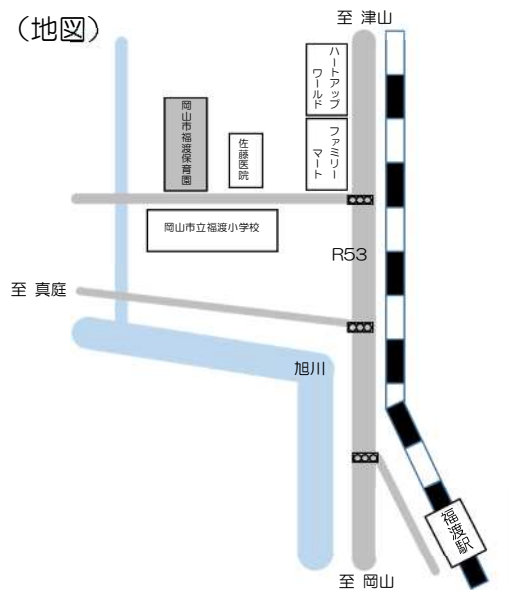 （地図）
至 津山
ハートアップ
ワールド
岡山市福渡保育園
佐藤医院
ファミリー
マート
岡山市立福渡小学校
R53
至 真庭
旭川
福渡駅
至 岡山